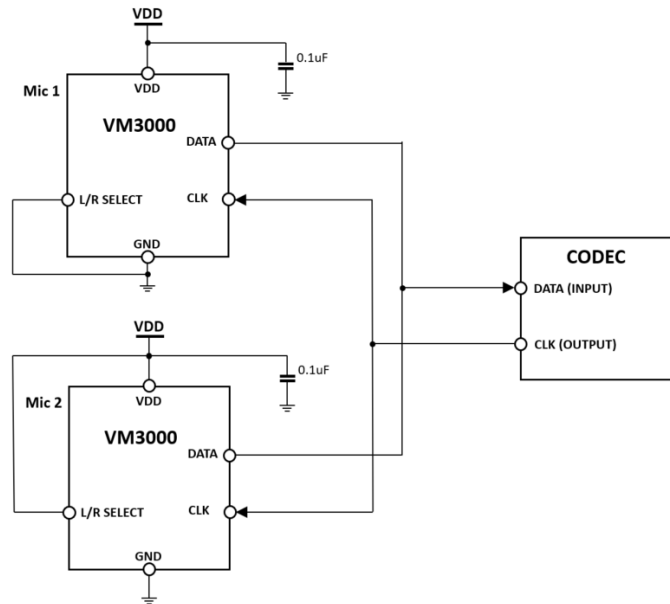 VDD
0.1uF
Mic 1
VDD
VM3000
DATA
L/R SELECT
CLK
GND
CODEC
DATA (INPUT)
CLK (OUTPUT)
VDD
0.1uF
Mic 2
VDD
VM3000
DATA
L/R SELECT
CLK
GND